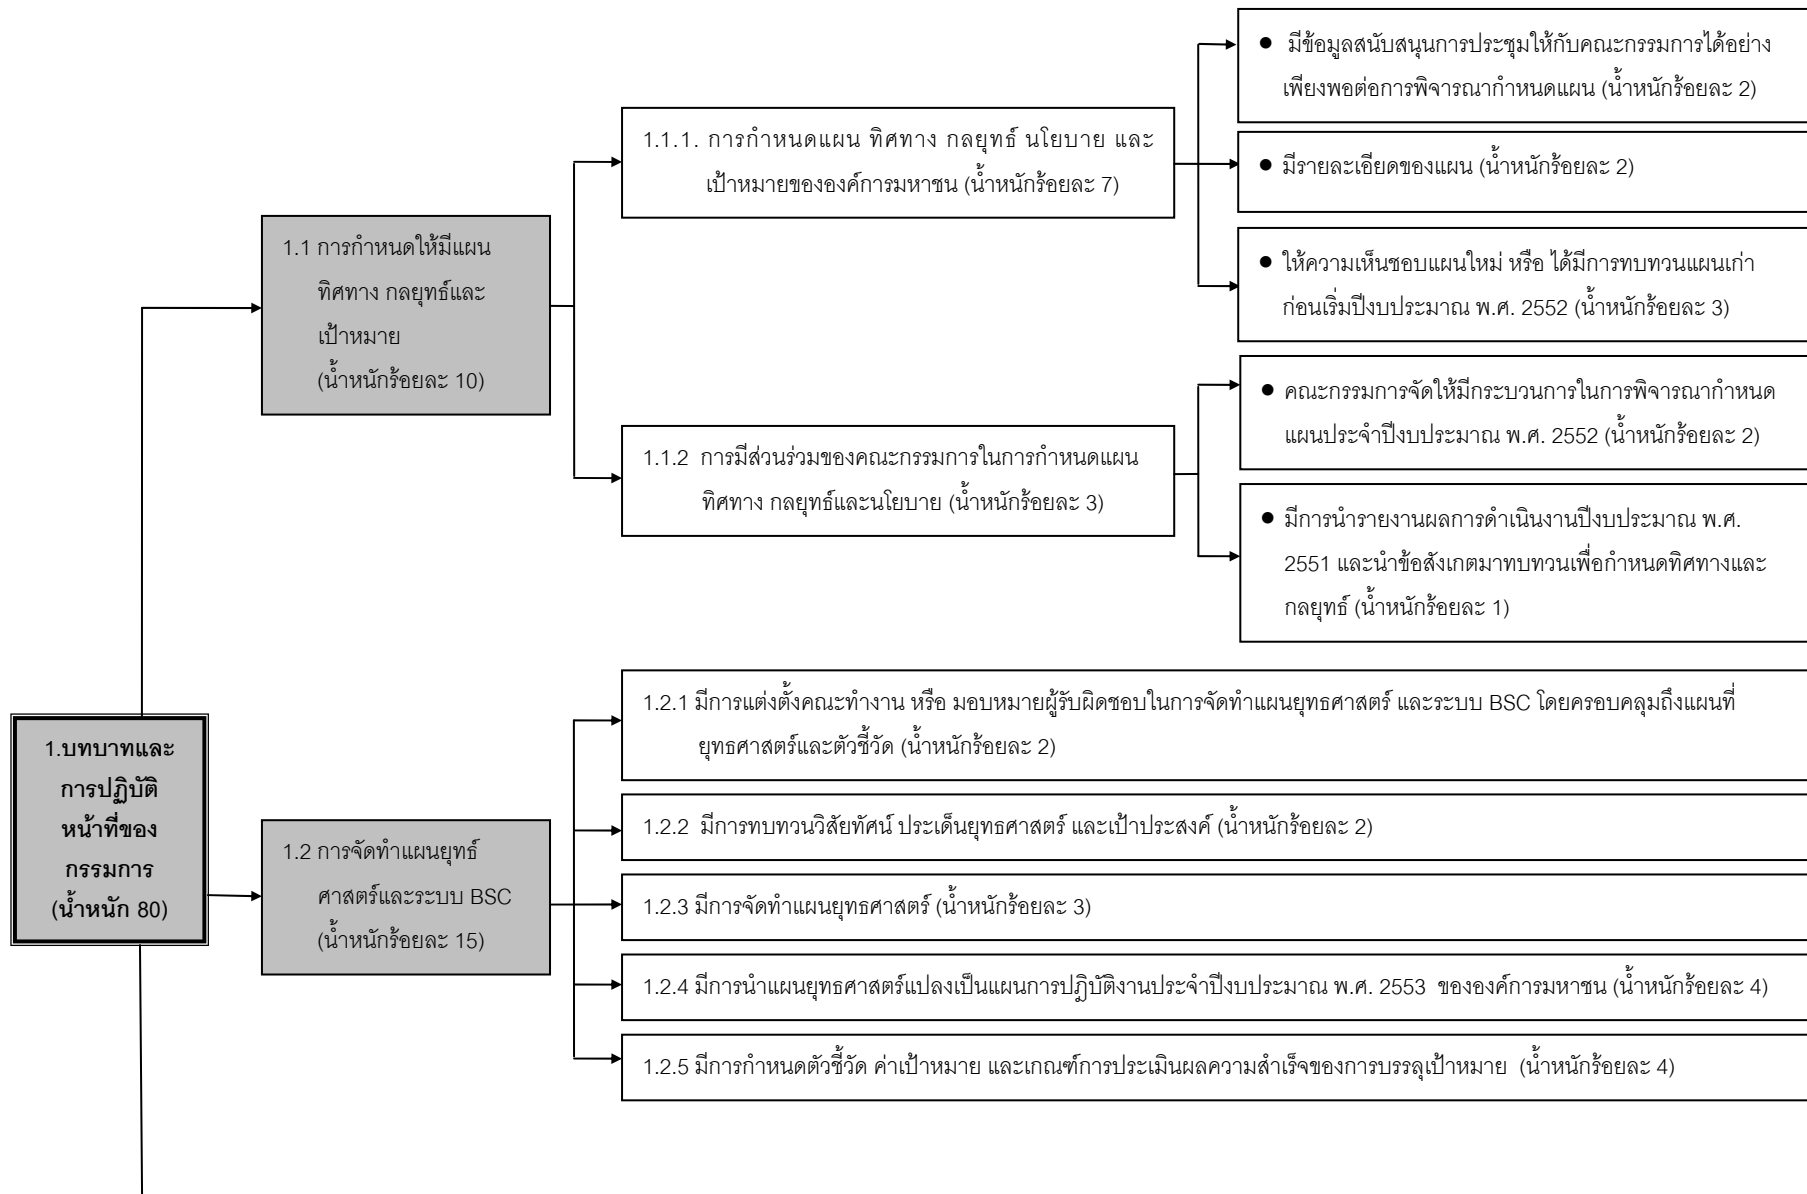 ● มีข้อมูลสนับสนุนการประชุมให้กับคณะกรรมการได้อย่าง
เพียงพอต่อการพิจารณากำหนดแผน (น้ำหนักร้อยละ 2)
1.1.1. การกำหนดแผน ทิศทาง กลยุทธ์ นโยบาย และ
เป้าหมายขององค์การมหาชน (น้ำหนักร้อยละ 7)
● มีรายละเอียดของแผน (น้ำหนักร้อยละ 2)
● ให้ความเห็นชอบแผนใหม่ หรือ ได้มีการทบทวนแผนเก่า
ก่อนเริ่มปีงบประมาณ พ.ศ. 2552 (น้ำหนักร้อยละ 3)
1.1 การกำหนดให้มีแผน
ทิศทาง กลยุทธ์และ
เป้าหมาย
(น้ำหนักร้อยละ 10)
1.1.2 การมีส่วนร่วมของคณะกรรมการในการกำหนดแผน
ทิศทาง กลยุทธ์และนโยบาย (น้ำหนักร้อยละ 3)
● คณะกรรมการจัดให้มีกระบวนการในการพิจารณากำหนด
แผนประจำปีงบประมาณ พ.ศ. 2552 (น้ำหนักร้อยละ 2)
● มีการนำรายงานผลการดำเนินงานปีงบประมาณ พ.ศ.
2551 และนำข้อสังเกตมาทบทวนเพื่อกำหนดทิศทางและ
กลยุทธ์ (น้ำหนักร้อยละ 1)
1.บทบาทและ
การปฏิบัติ
หน้าที่ของ
กรรมการ
(น้ำหนัก 80)
1.2 การจัดทำแผนยุทธ์
ศาสตร์และระบบ BSC
(น้ำหนักร้อยละ 15)
1.2.1 มีการแต่งตั้งคณะทำงาน หรือ มอบหมายผู้รับผิดชอบในการจัดทำแผนยุทธศาสตร์ และระบบ BSC โดยครอบคลุมถึงแผนที่
ยุทธศาสตร์และตัวชี้วัด (น้ำหนักร้อยละ 2)
1.2.2 มีการทบทวนวิสัยทัศน์ ประเด็นยุทธศาสตร์ และเป้าประสงค์ (น้ำหนักร้อยละ 2)
1.2.3 มีการจัดทำแผนยุทธศาสตร์ (น้ำหนักร้อยละ 3)
1.2.4 มีการนำแผนยุทธศาสตร์แปลงเป็นแผนการปฏิบัติงานประจำปีงบประมาณ พ.ศ. 2553 ขององค์การมหาชน (น้ำหนักร้อยละ 4)
1.2.5 มีการกำหนดตัวชี้วัด ค่าเป้าหมาย และเกณฑ์การประเมินผลความสำเร็จของการบรรลุเป้าหมาย (น้ำหนักร้อยละ 4)